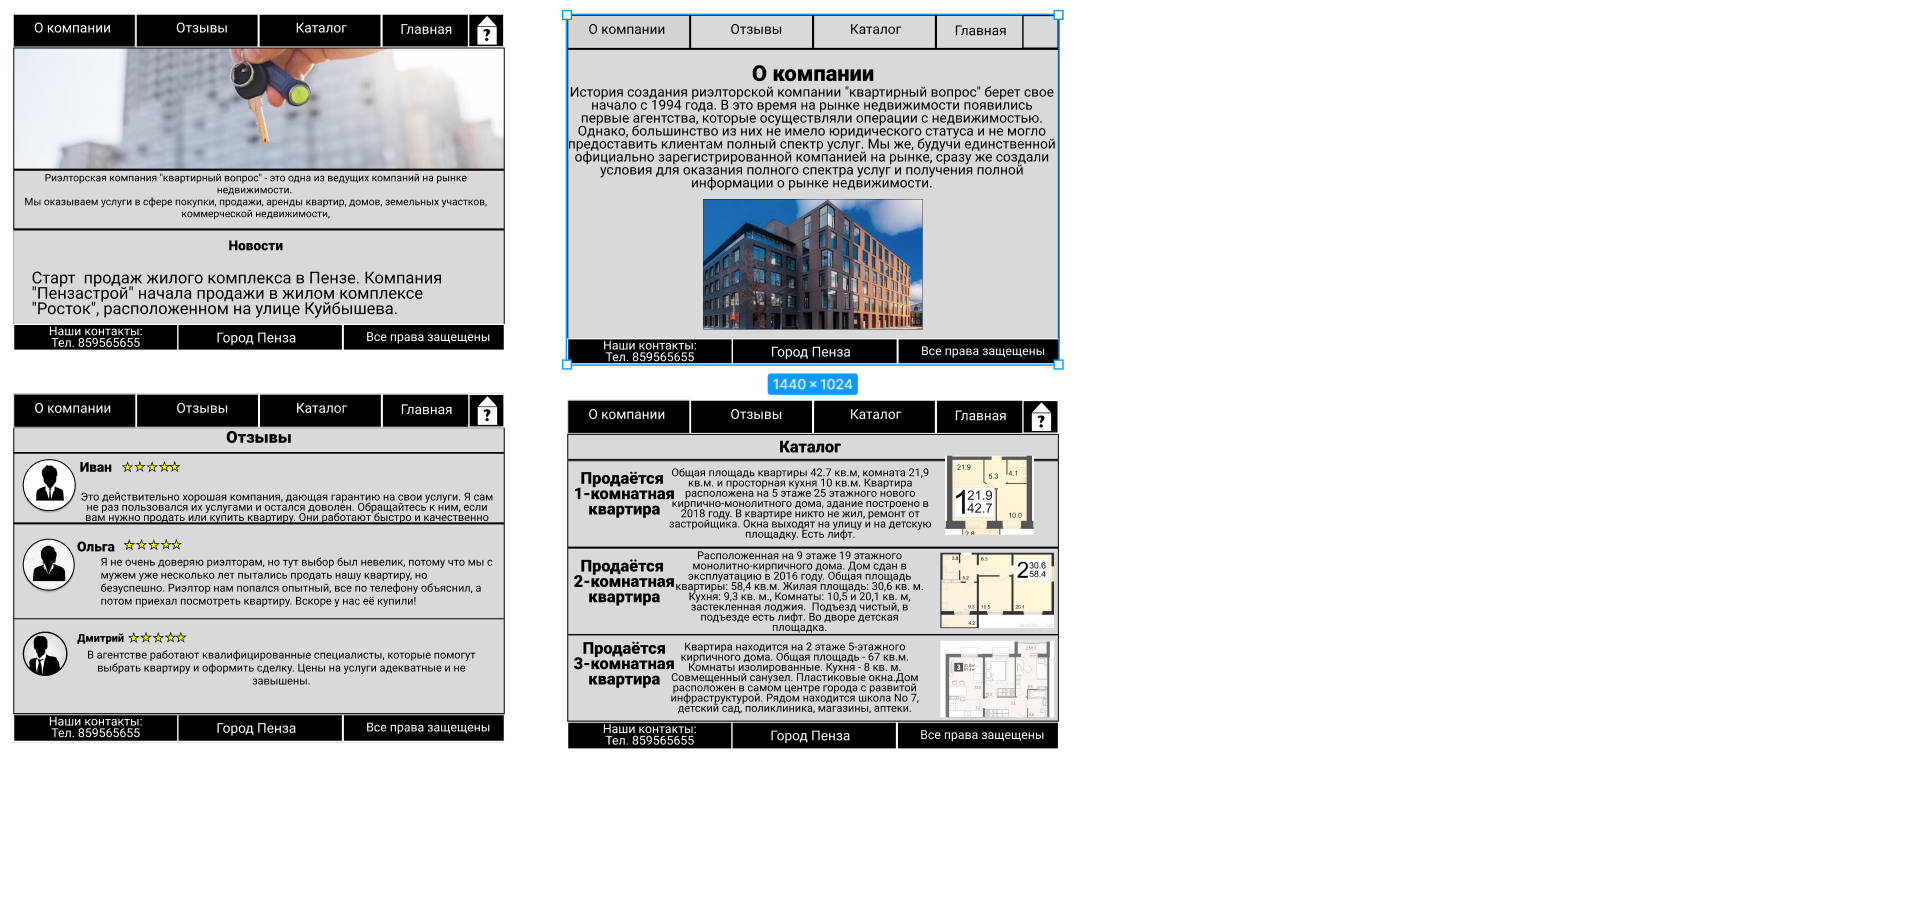 О компании
Отзывы
Каталог
Главная
?
Риэлторская компания "квартирный вопрос" - это одна из ведущих компаний на рынке
недвижимости.
Мы оказываем услуги в сфере покупки, продажи, аренды квартир, домов, земельных участков,
коммерческой недвижимости,
Новости
Старт продаж жилого комплекса в Пензе. Компания
"Пензастрой" начала продажи в жилом комплексе
"Росток", расположенном на улице Куйбышева.
Наши контакты:
Тел. 859565655
Город Пенза
Все права защищены
О компании
Отзывы
Каталог
Главная
О компании
История создания риэлторской компании "квартирный вопрос" берет свое
начало с 1994 года. В это время на рынке недвижимости появились
первые агентства, которые осуществляли операции с недвижимостью.
Однако, большинство из них не имело юридического статуса и не могло
предоставить клиентам полный спектр услуг. Мы же, будучи единственной
официально зарегистрированной компанией на рынке, сразу же создали
условия для оказания полного спектра услуг и получения полной
информации о рынке недвижимости.
Наши контакты:
Тел. 859565655
Город Пенза
Все права защищены
1440 × 1024
О компании
Отзывы
Каталог
Главная
?
Отзывы
Иван
Это действительно хорошая компания, дающая гарантию на свои услуги. Я сам
не раз пользовался их услугами и остался доволен. Обращайтесь к ним, если
вам нужно продать или купить квартиру. Они работают быстро и качественно
Ольга
Я не очень доверяю риэлторам, но тут выбор был невелик, потому что мы с
мужем уже несколько лет пытались продать нашу квартиру, но
безуспешно. Риэлтор нам попался опытный, все по телефону объяснил, а
потом приехал посмотреть квартиру. Вскоре у нас её купили!
Дмитрий
В агентстве работают квалифицированные специалисты, которые помогут
выбрать квартиру и оформить сделку. Цены на услуги адекватные и не
завышены.
Наши контакты:
Тел. 859565655
Город Пенза
Все права защищены
О компании
Отзывы
Каталог
Главная
?
Каталог
Продаётся
1-комнатная
квартира
Общая площадь квартиры 42.7 кв.м, комната 21,9
кв.м. и просторная кухня 10 кв.м. Квартира
расположена на 5 этаже 25 этажного нового
кирпично-монолитного дома, здание построено в
2018 году. В квартире никто не жил, ремонт от
застройщика. Окна выходят на улицу и на детскую
площадку. Есть лифт.
21.9
5.3
4.1
1
21.9
42.7
10.0
2.8
Продаётся
2-комнатная
квартира
Расположенная на 9 этаже 19 этажного
монолитно-кирпичного дома. Дом сдан в
эксплуатацию в 2016 году. Общая площадь
квартиры: 58,4 кв.м. Жилая площадь: 30,6 кв. м.
Кухня: 9,3 кв. м., Комнаты: 10,5 и 20,1 кв. м,
застекленная лоджия. Подъезд чистый, в
подъезде есть лифт. Во дворе детская
площадка.
3.8
6.3
2
30.6
58.4
4.2
9.3
10.5
20.1
4.2
Продаётся
3-комнатная
квартира
Квартира находится на 2 этаже 5-этажного
кирпичного дома. Общая площадь - 67 кв.м.
Комнаты изолированные. Кухня - 8 кв. м.
Совмещенный санузел. Пластиковые окна.Дом
расположен в самом центре города с развитой
инфраструктурой. Рядом находится школа No 7,
детский сад, поликлиника, магазины, аптеки.
3
Наши контакты:
Тел. 859565655
Город Пенза
Все права защищены